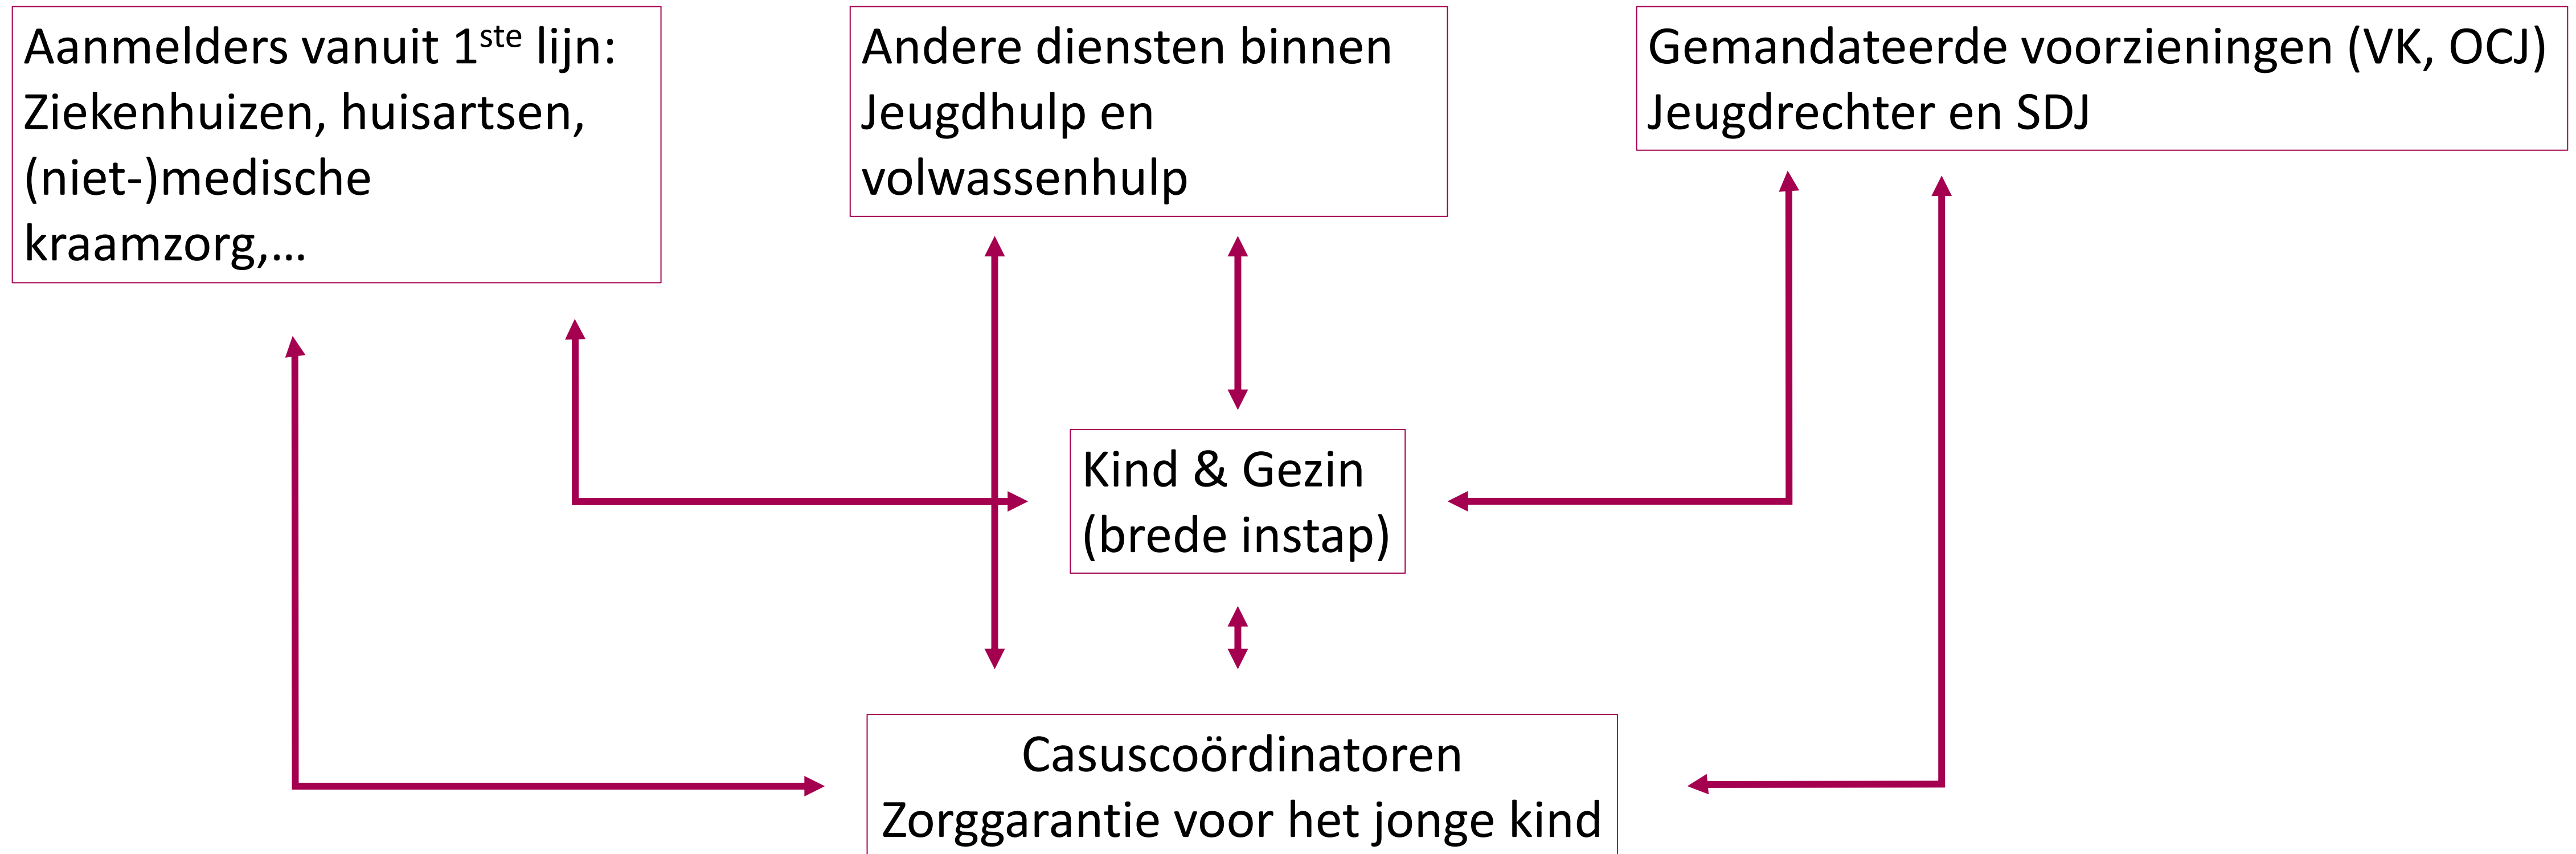 Aanmelders vanuit 1ste lijn:
Ziekenhuizen, huisartsen,
(niet-)medische
kraamzorg,...
Andere diensten binnen
Jeugdhulp en
volwassenhulp
Gemandateerde voorzieningen (VK, OCJ)
Jeugdrechter en SDJ
Kind & Gezin
(brede instap)
Casuscoördinatoren
Zorggarantie voor het jonge kind